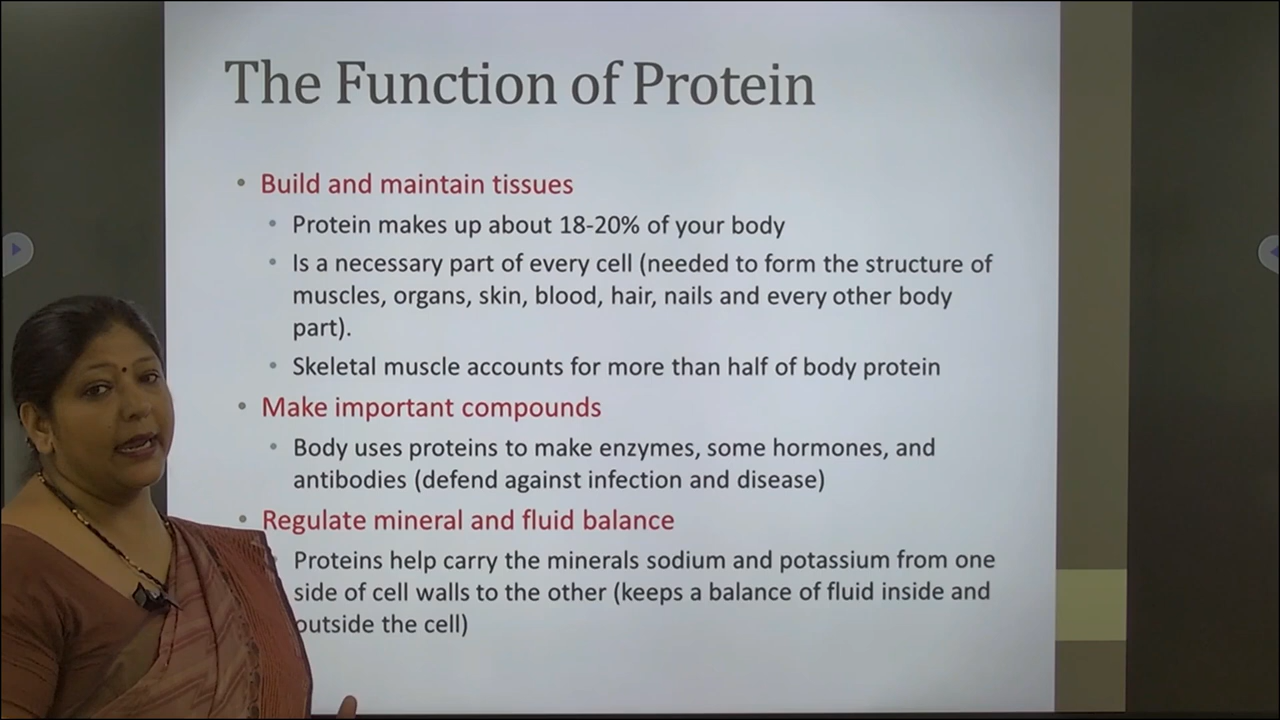 The Function of Protein
• Build and maintain tissues
• Protein makes up about 18-20% of your body
• Is a necessary part of every cell (needed to form the structure of
muscles, organs, skin, blood, hair, nails and every other body
part).
• Skeletal muscle accounts for more than half of body protein
• Make important compounds
• Body uses proteins to make enzymes, some hormones, and
antibodies (defend against infection and disease)
• Regulate mineral and fluid balance
Proteins help carry the minerals sodium and potassium from one
side of cell walls to the other (keeps a balance of fluid inside and
outside the cell)